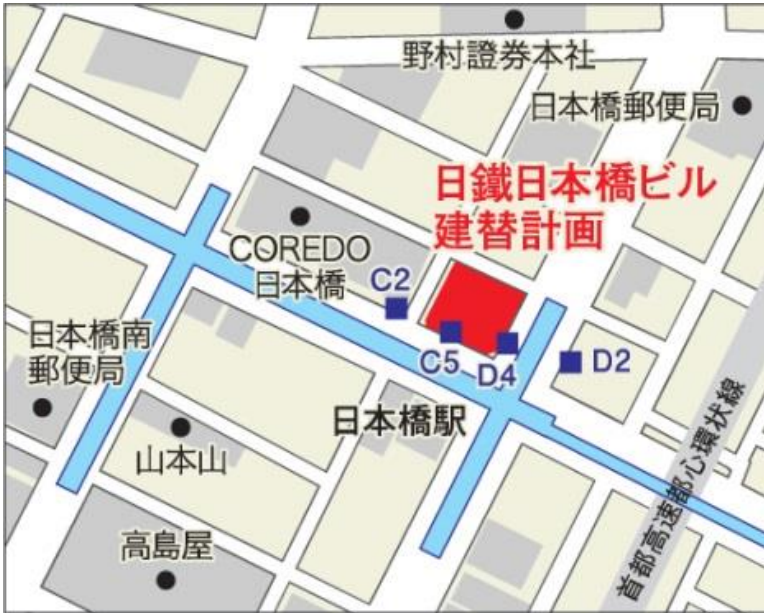 野村證券本社
日本橋郵便局
日鐵日本橋ビル
建替計画
COREDO
日本橋
C2
C5
D4
D2
日本橋南
郵便局
日本橋駅
山本山
高島屋
首都高速都心環状線